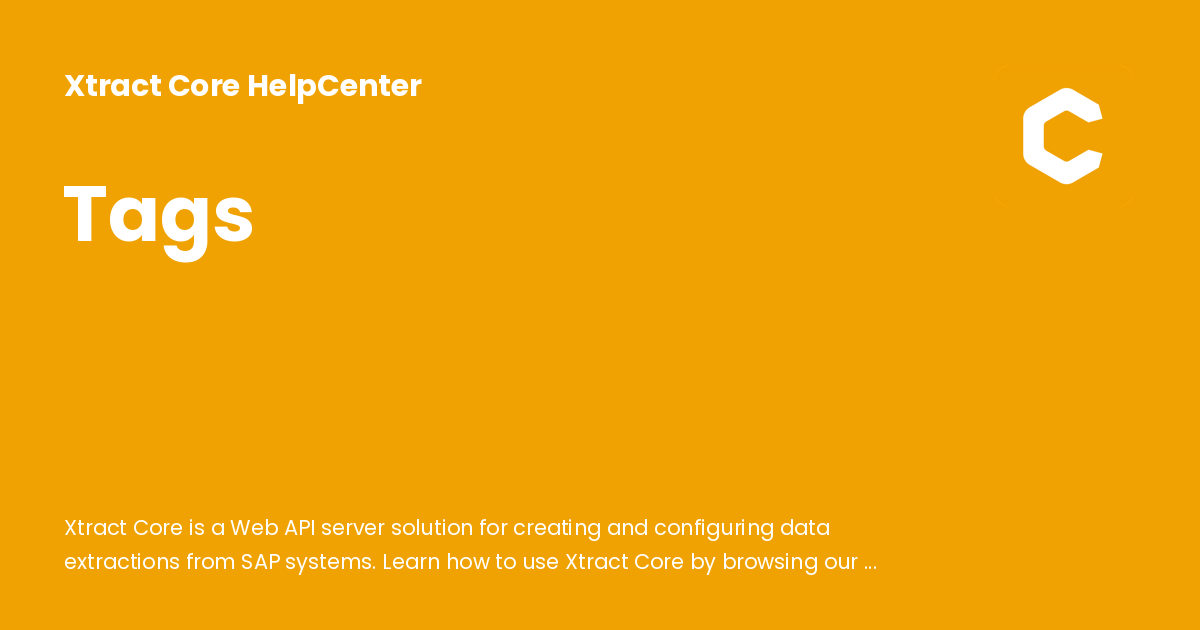 Xtract Core HelpCenter
Tags
Xtract Core is a Web API server solution for creating and configuring data
extractions from SAP systems. Learn how to use Xtract Core by browsing our ...